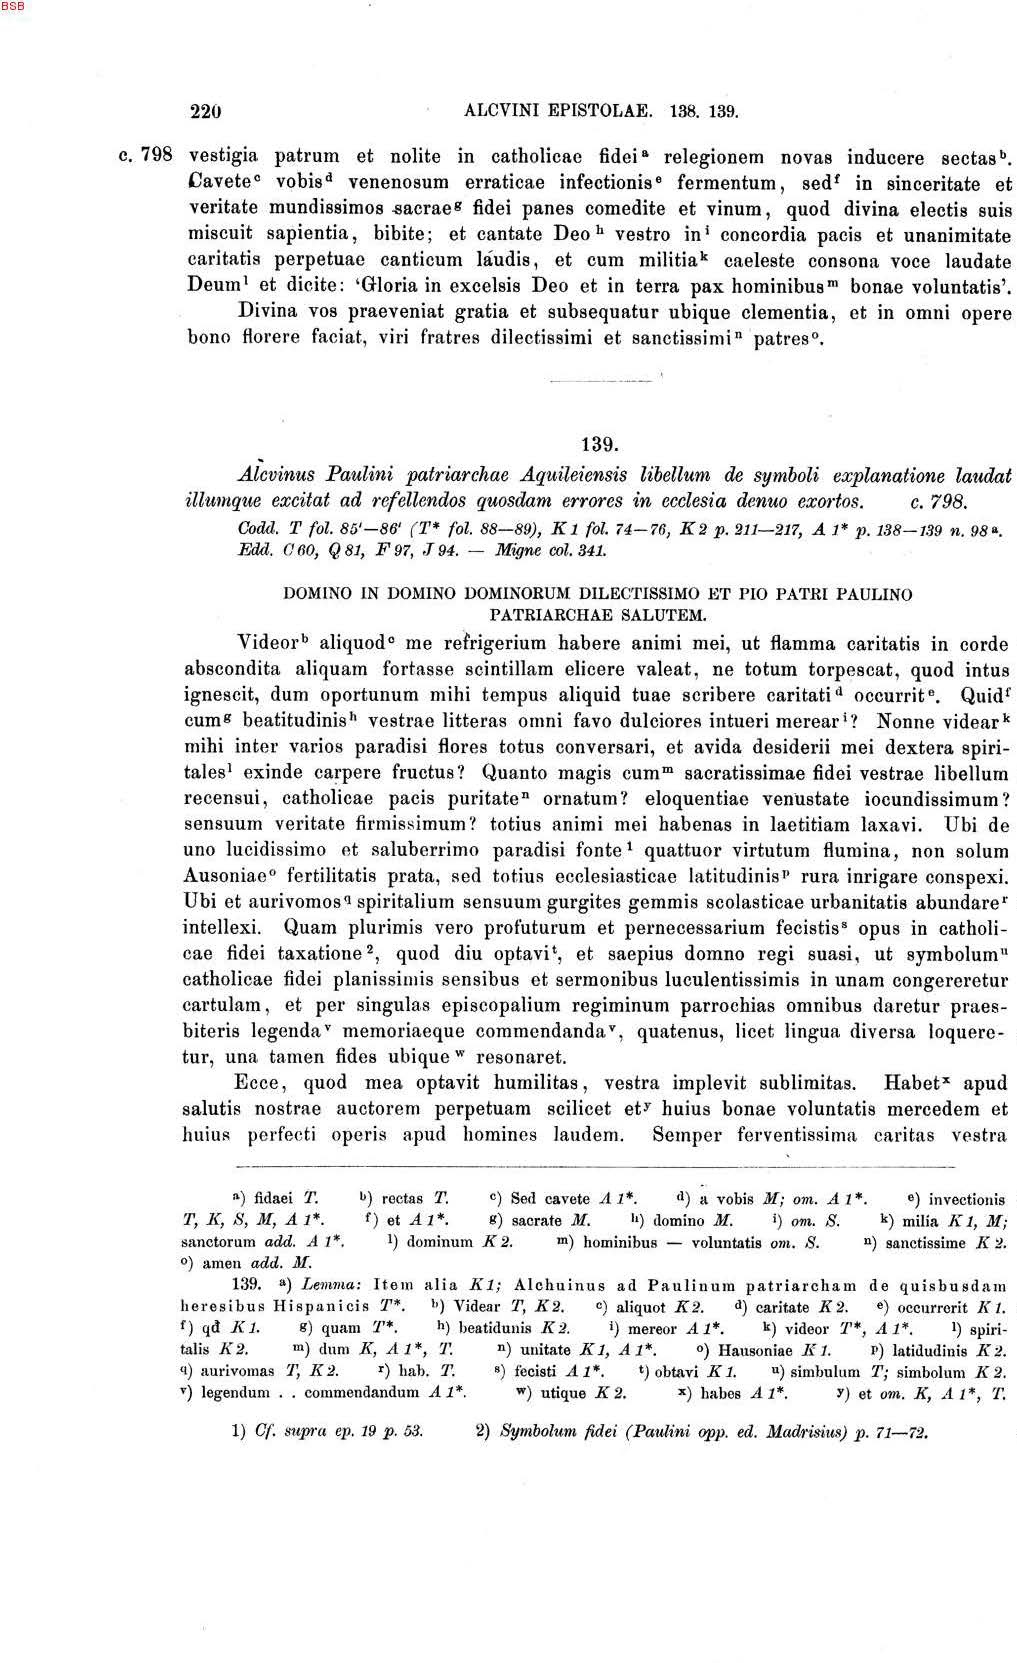 BSB
220 ALCVINI EPISTOLAE. 138. 139.
c. 798 vestigia patrum et nolite in catholicae fidei a relegionem novas inducere sectas b.
Cavete c vobis d venenosum erraticae infectionis e fermentum, sed f in sinceritate et
veritate mundissimos sacrae g fidei panes comedite et vinum, quod divina electis suis
miscuit sapientia, bibite; et cantate Deo h vestro in i concordia pacis et unanimitate
caritatis perpetuae canticum laudis, et cum militia k caeleste consona voce laudate
Deum l et dicite: ‘Gloria in excelsis Deo et in terra pax hominibus m bonae voluntatis’.
Divina vos praeveniat gratia et subsequatur ubique clementia, et in omni opere
bono florere faciat, viri fratres dilectissimi et sanctissimi n patres o.
139.
Alcvinus Paulini patriarchae Aquileiensis libellum de symboli explanatione laudat
illumque excitat ad refellendos quosdam errores in ecclesia denuo exortos. c. 798.
Codd. T fol. 85'—86' (T* fol. 88—89), K1 fol. 74—76, K2 p. 211—217, A 1* p. 138—139 n. 98 a.
Edd. C 60, Q 81, F 97, J 94. — Migne col. 341.
DOMINO IN DOMINO DOMINORUM DILECTISSIMO ET PIO PATRI PAULINO
PATRIARCHAE SALUTEM.
Videor b aliquod c me refrigerium habere animi mei, ut flamma caritatis in corde
abscondita aliquam fortasse scintillam elicere valeat, ne totum torpescat, quod intus
ignescit, dum oportunum mihi tempus aliquid tuae scribere caritati d occurrit e. Quid f
cum g beatitudinis h vestrae litteras omni favo dulciores intueri merear i? Nonne videar k
mihi inter varios paradisi flores totus conversari, et avida desiderii mei dextera spiri-
tales l exinde carpere fructus? Quanto magis cum m sacratissimae fidei vestrae libellum
recensui, catholicae pacis puritate n ornatum? eloquentiae venustate iocundissimum?
sensuum veritate firmissimum? totius animi mei habenas in laetitiam laxavi. Ubi de
uno lucidissimo et saluberrimo paradisi fonte 1 quattuor virtutum flumina, non solum
Ausoniae o fertilitatis prata, sed totius ecclesiasticae latitudinis p rura inrigare conspexi.
Ubi et aurivomos q spiritalium sensuum gurgites gemmis scolasticae urbanitatis abundare r
intellexi. Quam plurimis vero profuturum et pernecessarium fecistis s opus in catholi-
cae fidei taxatione 2, quod diu optavi t, et saepius domno regi suasi, ut symbolum u
catholicae fidei planissimis sensibus et sermonibus luculentissimis in unam congereretur
cartulam, et per singulas episcopalium regiminum parrochias omnibus daretur praes-
biteris legenda v memoriaeque commendanda v, quatenus, licet lingua diversa loquere-
tur, una tamen fides ubique w resonaret.
Ecce, quod mea optavit humilitas, vestra implevit sublimitas. Habet x apud
salutis nostrae auctorem perpetuam scilicet et y huius bonae voluntatis mercedem et
huius perfecti operis apud homines laudem. Semper ferventissima caritas vestra
a) fidaei T. b) rectas T. c) Sed cavete A 1*. d) a vobis M; om. A 1*. e) invectionis
T, K, S, M, A 1*. f) et A 1*. g) sacrate M. h) domino M. i) om. S. k) milia K 1, M;
sanctorum add. A 1*. l) dominum K 2. m) hominibus — voluntatis om. S. n) sanctissime K 2.
o) amen add. M.
139. a) Lemma: Item alia K1; Alchuinus ad Paulinum patriarcham de quisbusdam
heresibus Hispanicis T*. b) Videar T, K 2. c) aliquot K 2. d) caritate K 2. e) occurrerit K 1.
f) qđ K 1. g) quam T*. h) beatidunis K 2. i) mereor A 1*. k) videor T*, A 1*. l) spiri-
talis K 2. m) dum K, A 1*, T. n) unitate K 1, A 1*. o) Hausoniae K 1. p) latidudinis K 2.
q) aurivomas T, K 2. r) hab. T. s) fecisti A 1*. t) obtavi K 1. u) simbulum T; simbolum K 2.
v) legendum . . commendandum A 1*. w) utique K 2. x) habes A 1*. y) et om. K, A 1*, T.
1) Cf. supra ep. 19 p. 53. 2) Symbolum fidei (Paulini opp. ed. Madrisius) p. 71—72.